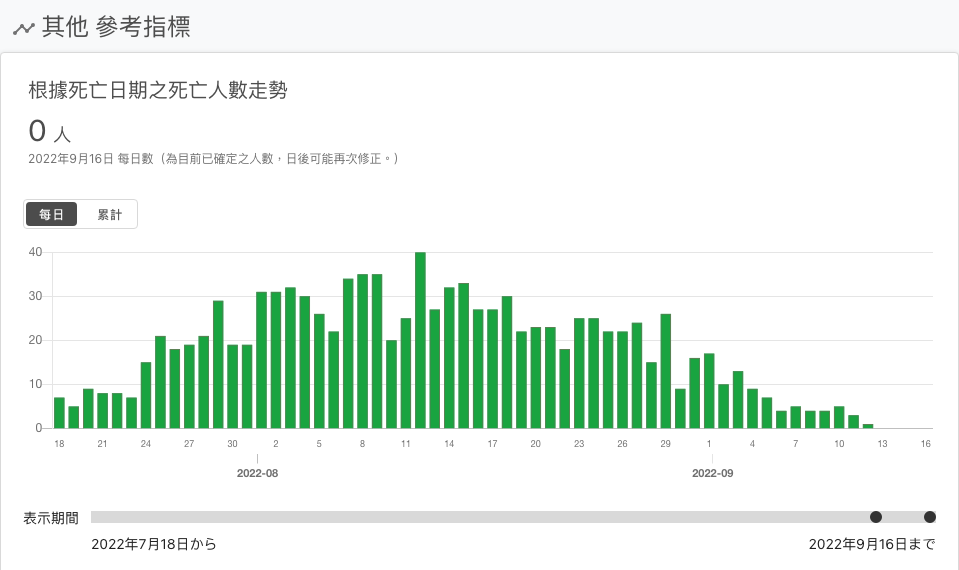 其他 參考指標
根據死亡日期之死亡人數走勢
0 人
2022年9月16日 每日數（為目前已確定之人數，日後可能再次修正。）
每日 累計
40
30
20
10
0
18 21 24 27 30 2 5 8 11 14 17 20 23 26 29 1 4 7 10 13 16
2022-08 2022-09
表示期間
2022年7月18日から 2022年9月16日まで